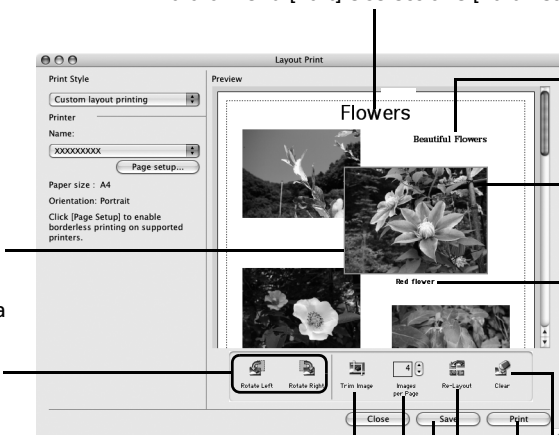 Layout Print
Print Style
Custom layout printing
Printer
Name:
XXXXXXXXX
Page setup...
Paper size : A4
Orientation: Portrait
Click [Page Setup] to enable
borderless printing on supported
printers.
a
Preview
Flowers
Beautiful Flowers
Red flower
Rotate Left
Rotate Right
Trim Image
4
Images
per Page
Re-Layout
Clear
Close
Save
Print